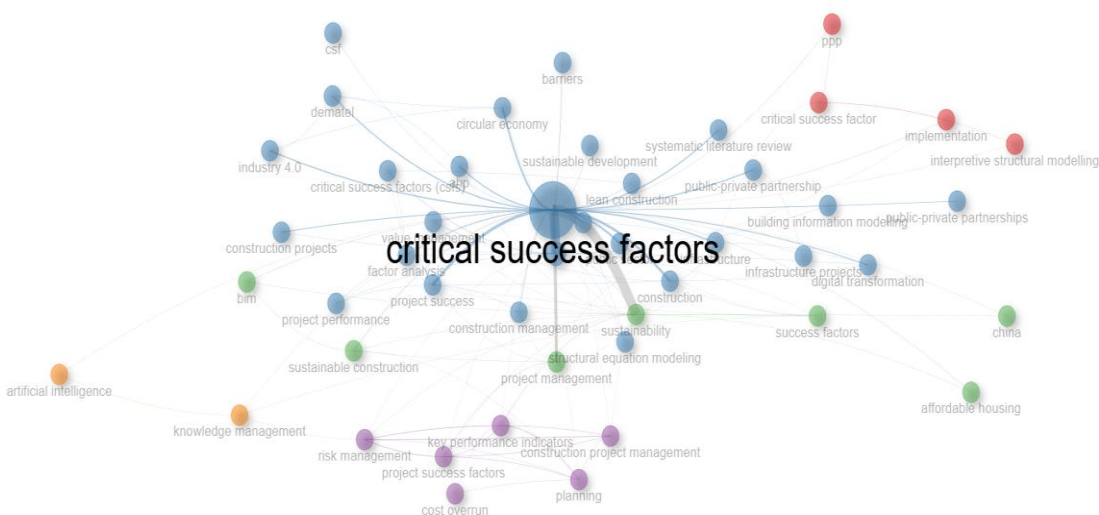 ppp
csf
barriers
dematel
critical success factor
circular economy
implementation
systematic literature review
sustainable development
interpretive structural modelling
industry 4.0
critical success factors (csfs)
ahp
public-private partnership
lean construction
building information modelling
public-private partnerships
value management
construction projects
critical success factors
factor analysis
infrastructure projects
digital transformation
bim
project success
construction
project performance
construction management
sustainability
success factors
china
structural equation modeling
sustainable construction
project management
artificial intelligence
affordable housing
knowledge management
key performance indicators
construction project management
risk management
project success factors
planning
cost overrun